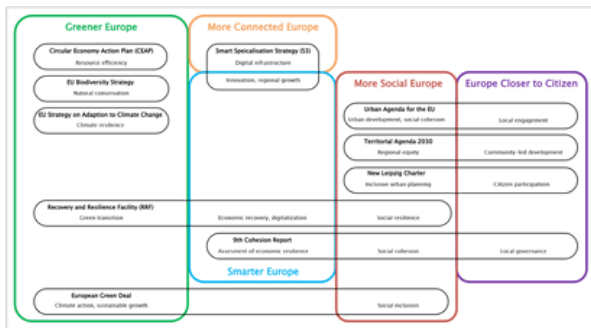 Greener Europe
More Connected Europe
Circular Economy Action Plan (CEAP)
Resource efficiency
Smart Speicalisation Strategy (S3)
Digital infrastructure
EU Biodiversity Strategy
Natural conservation
Innovation, regional growth
More Social Europe
Europe Closer to Citizen
EU Strategy on Adaption to Climate Change
Climate resilience
Urban Agenda for the EU
Urban development, social cohesion
Local engagement
Territorial Agenda 2030
Regional equity
Community-led development
New Leipzig Charter
Inclusive urban planning
Citizen participation
Recovery and Resilience Facility (RRF)
Green transition
Economic recovery, digitalization
Social resilience
9th Cohesion Report
Assesment of economic resilience
Social cohesion
Local governance
Smarter Europe
European Green Deal
Climate action, sustainable growth
Social inclusion